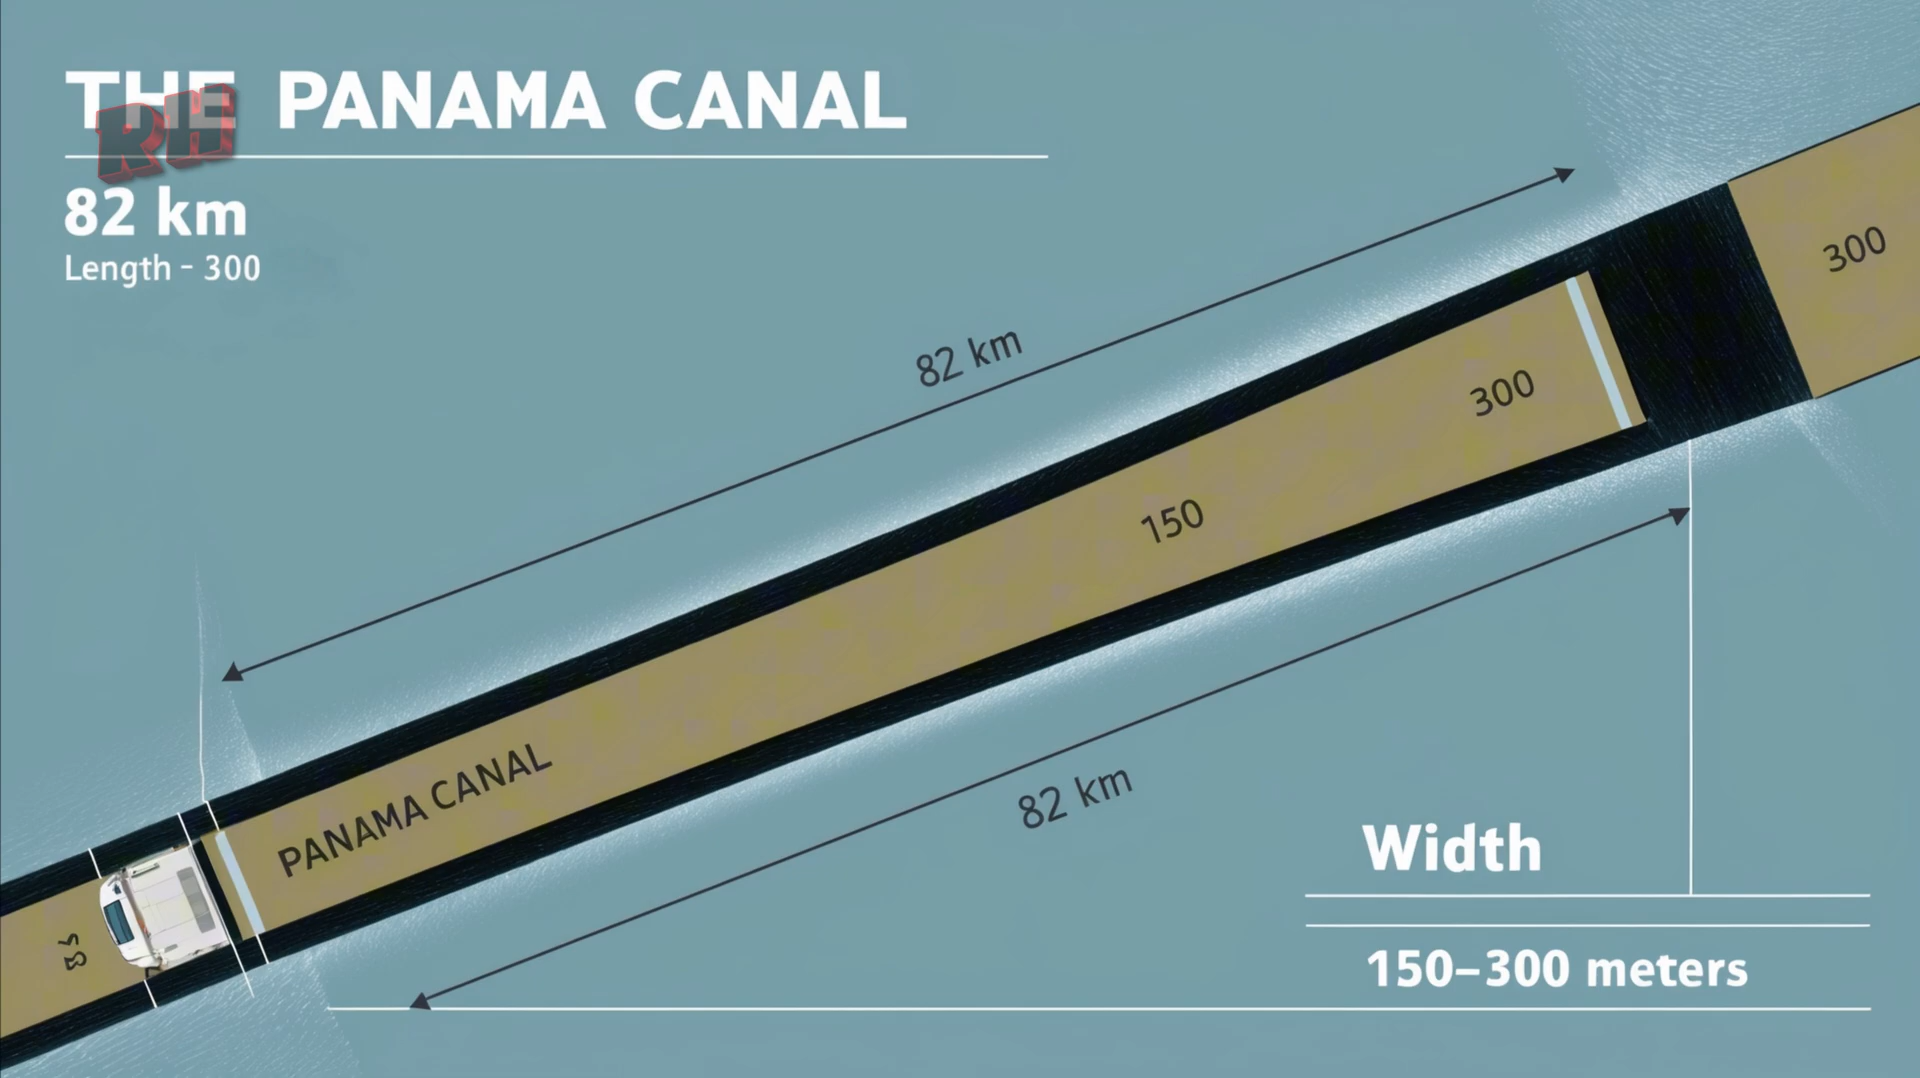 THE PANAMA CANAL
RH
82 km
Length - 300
300
82 km
300
150
PANAMA CANAL
82 km
Width
150–300 meters